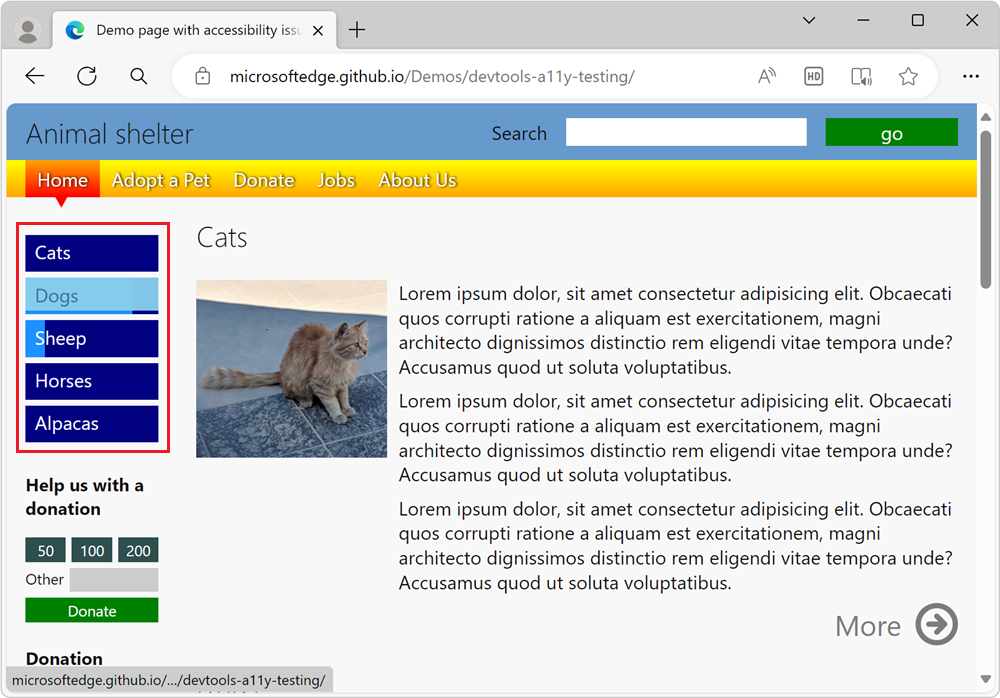 Demo page with accessibility iss
microsoftedge.github.io/Demos/devtools-a11y-testing/
HD
Animal shelter
Search
go
Home Adopt a Pet Donate Jobs About Us
Cats
Dogs
Sheep
Horses
Alpacas
Help us with a
donation
50 100 200
Other
Donate
Donation
Cats
Lorem ipsum dolor, sit amet consectetur adipisicing elit. Obcaecati
quos corrupti ratione a aliquam est exercitationem, magni
architecto dignissimos distinctio rem eligendi vitae tempora unde?
Accusamus quod ut soluta voluptatibus.
Lorem ipsum dolor, sit amet consectetur adipisicing elit. Obcaecati
quos corrupti ratione a aliquam est exercitationem, magni
architecto dignissimos distinctio rem eligendi vitae tempora unde?
Accusamus quod ut soluta voluptatibus.
Lorem ipsum dolor, sit amet consectetur adipisicing elit. Obcaecati
quos corrupti ratione a aliquam est exercitationem, magni
architecto dignissimos distinctio rem eligendi vitae tempora unde?
Accusamus quod ut soluta voluptatibus.
More
microsoftedge.github.io/.../devtools-a11y-testing/